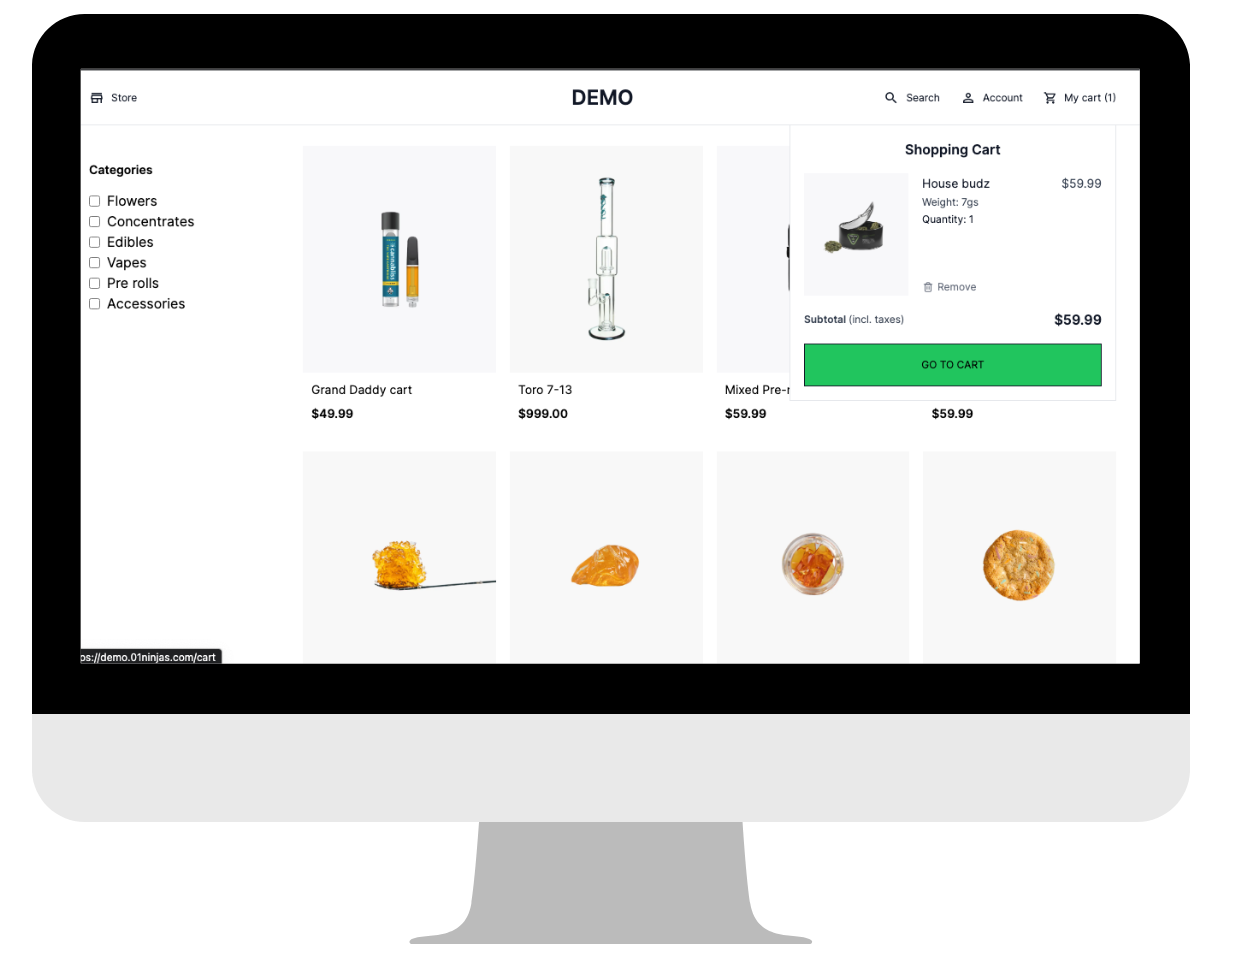 Store
DEMO
Search
Account
My cart (1)
Categories
Flowers
Concentrates
Edibles
Vapes
Pre rolls
Accessories
Shopping Cart
House budz
$59.99
Weight: 7gs
Quantity: 1
Remove
Subtotal (incl. taxes)
$59.99
GO TO CART
Grand Daddy cart
$49.99
Toro 7-13
$999.00
Mixed Pre-r
$59.99
$59.99
ps://demo.01ninjas.com/cart